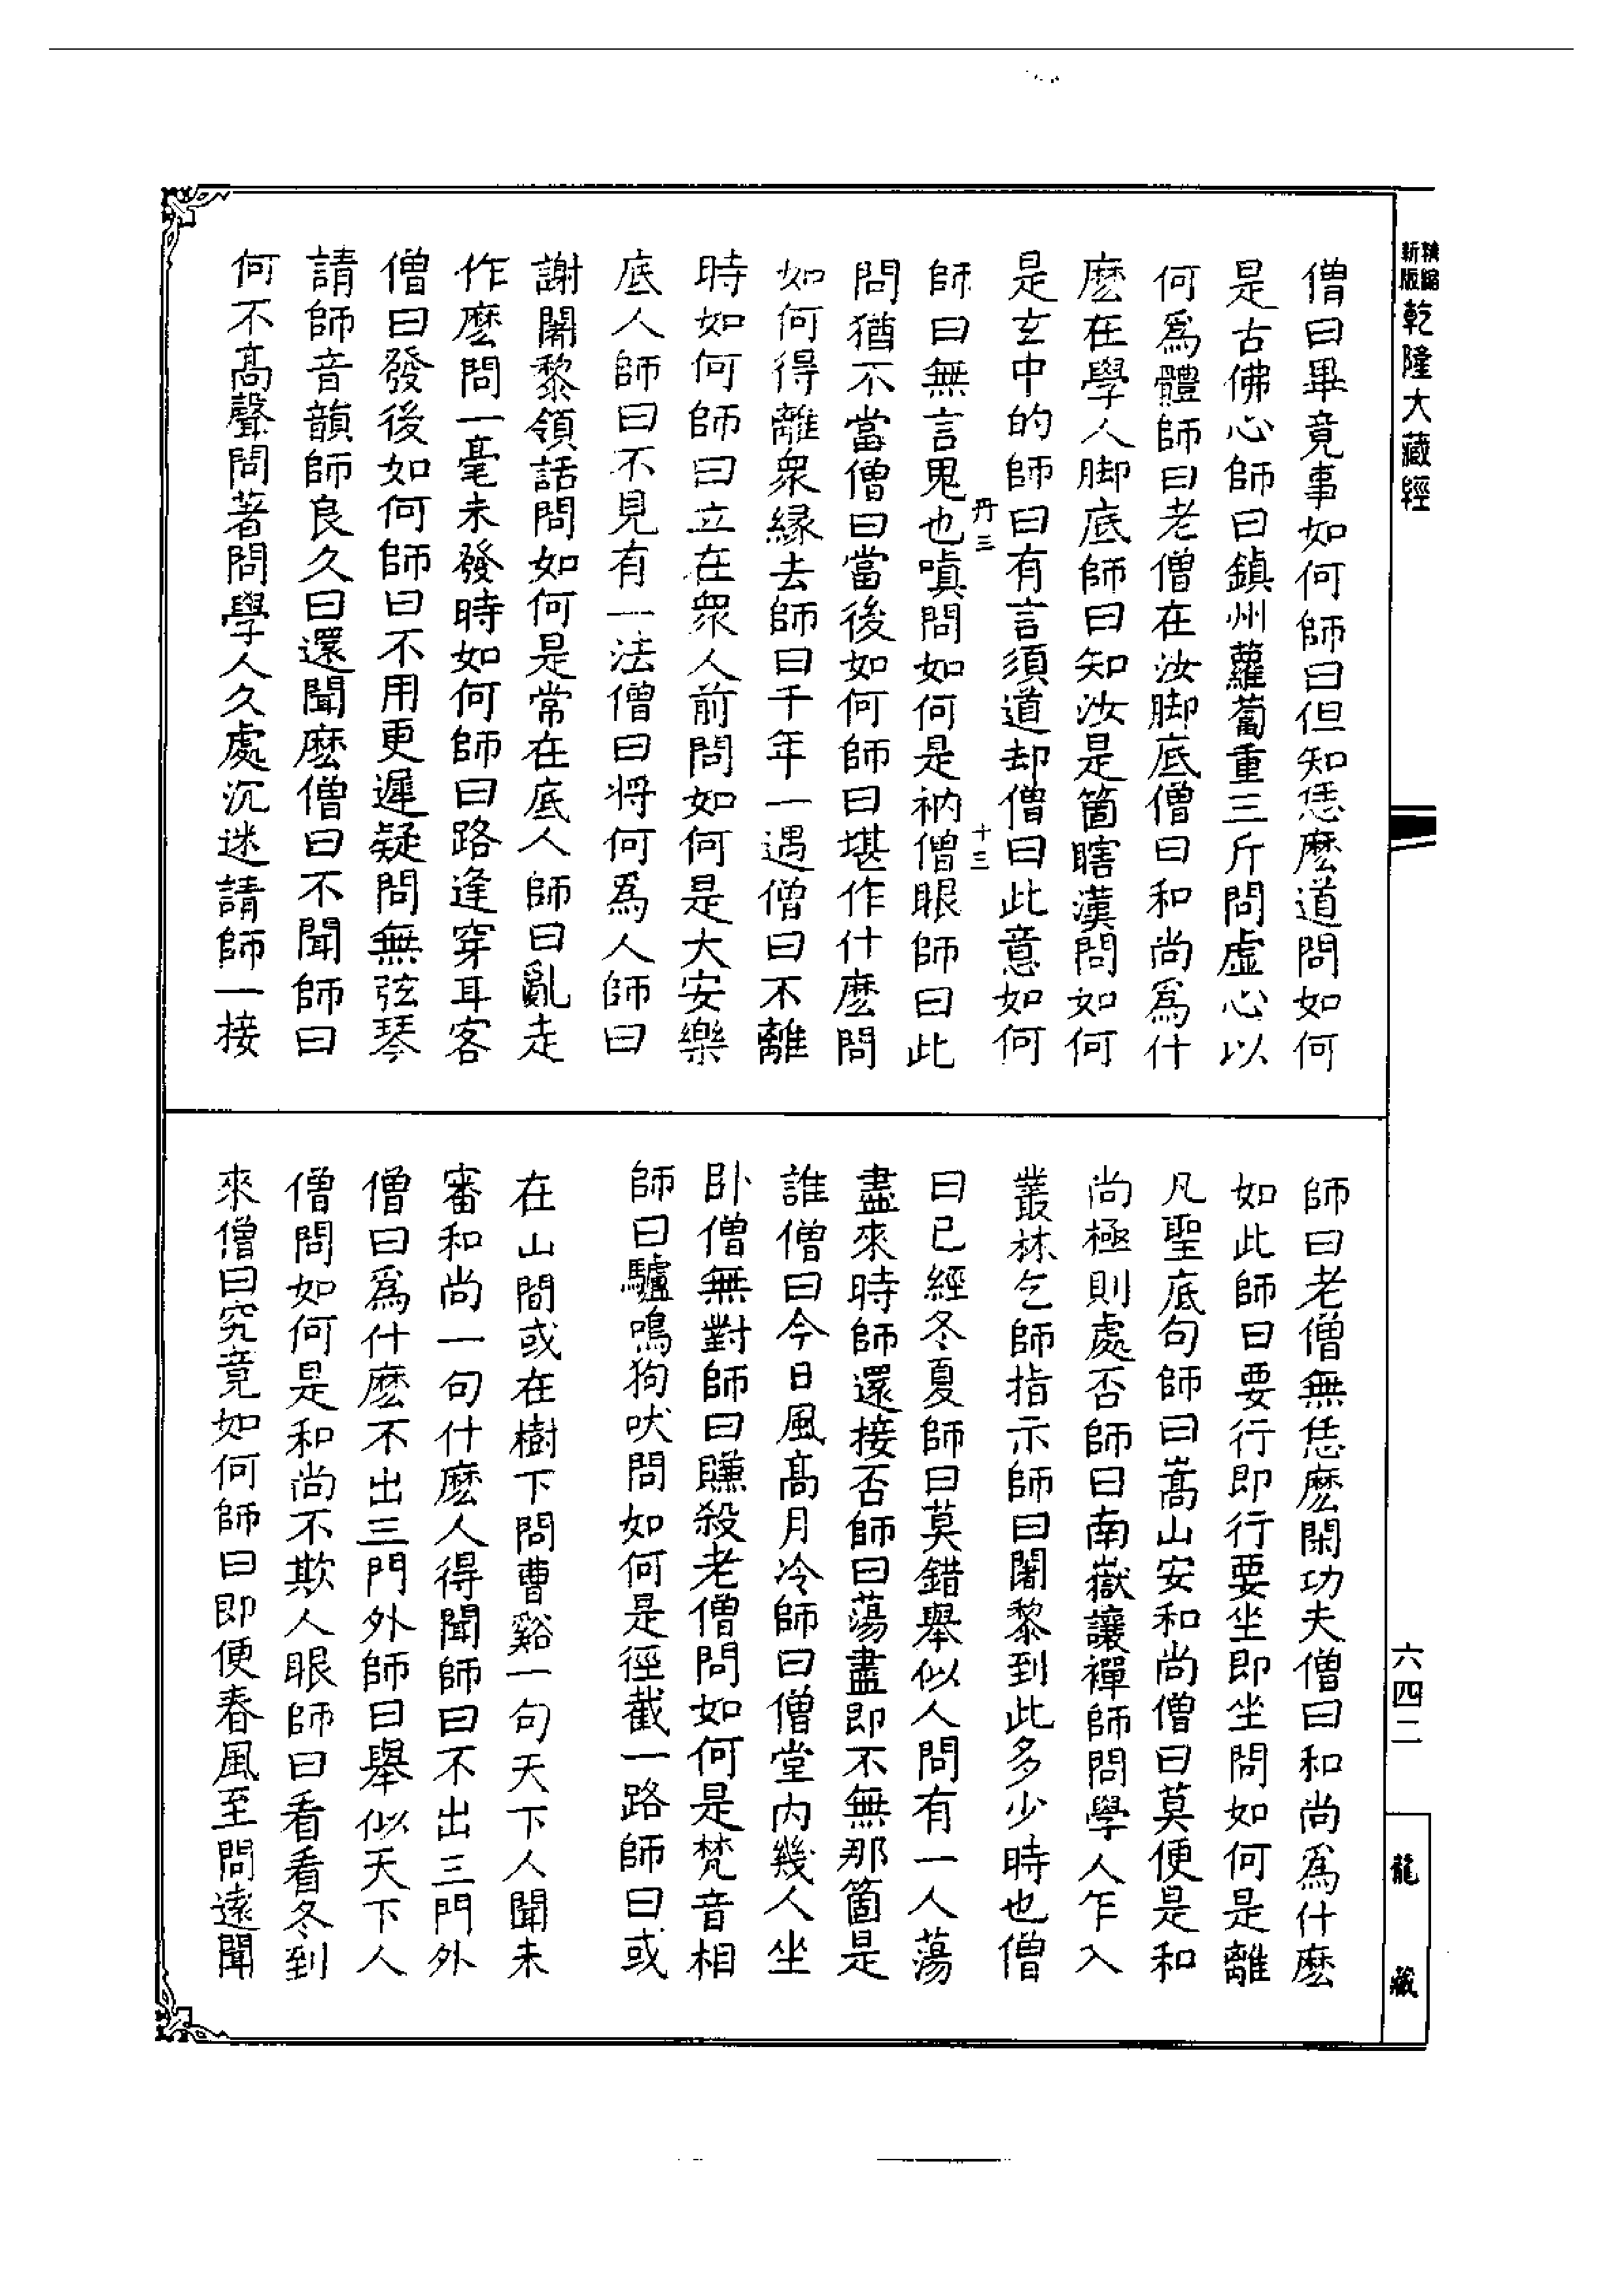 精縮新版乾隆大藏經
僧曰畢竟事如何師曰但知恁麽道問如何
是古佛心師曰鎮州蘿蔔重三斤問虛心以
何爲體師曰老僧在汝脚底僧曰和尚爲什
麽在學人脚底師曰知汝是箇瞎漢問如何
是玄中的師曰有言須道却僧曰此意如何
丹三
十三
師曰無言鬼也嗔問如何是衲僧眼師曰此
問猶不當僧曰當後如何師曰堪作什麽問
如何得離衆緣去師曰千年一遇僧曰不離
時如何師曰立在衆人前問如何是大安樂
底人師曰不見有一法僧曰將何爲人師曰
謝闍黎領話問如何是常在底人師曰亂走
作麽問一毫未發時如何師曰路逢穿耳客
僧曰發後如何師曰不用更遲疑問無弦琴
請師音韻師良久曰還聞麽僧曰不聞師曰
何不高聲問著問學人久處沉迷請師一接
師曰老僧無恁麽閑功夫僧曰和尚爲什麽
如此師曰要行即行要坐即坐問如何是離
凡聖底句師曰嵩山安和尚僧曰莫便是和
尚極則處否師曰南嶽讓禪師問學人乍入
叢林乞師指示師曰闍黎到此多少時也僧
曰已經冬夏師曰莫錯舉似人問有一人蕩
盡來時師還接否師曰蕩盡即不無那箇是
誰僧曰今日風高月冷師曰僧堂内幾人坐
卧僧無對師曰賺殺老僧問如何是梵音相
師曰驢鳴狗吠問如何是徑截一路師曰或
在山間或在樹下問曹谿一句天下人聞未
審和尚一句什麽人得聞師曰不出三門外
僧曰爲什麽不出三門外師曰舉似天下人
僧問如何是和尚不欺人眼師曰看看冬到
來僧曰究竟如何師曰即便春風至問遠聞
六四二
龍藏